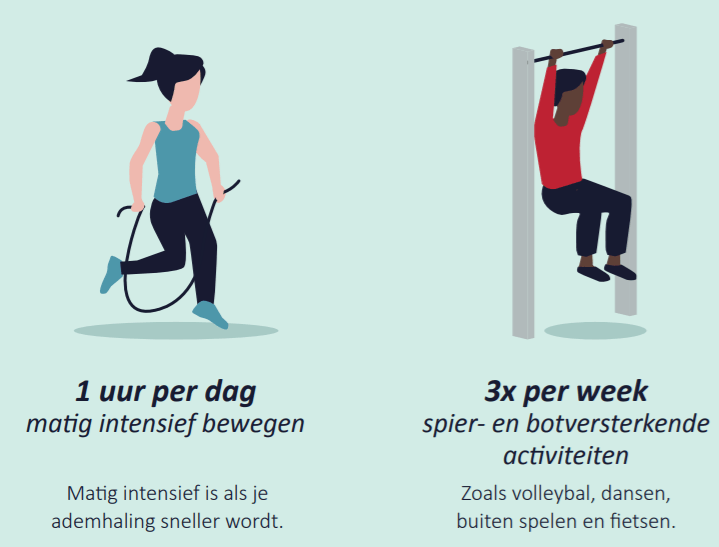 1 uur per dag
matig intensief bewegen
Matig intensief is als je
ademhaling sneller wordt.
3x per week
spier- en botversterkende
activiteiten
Zoals volleybal, dansen,
buiten spelen en fietsen.